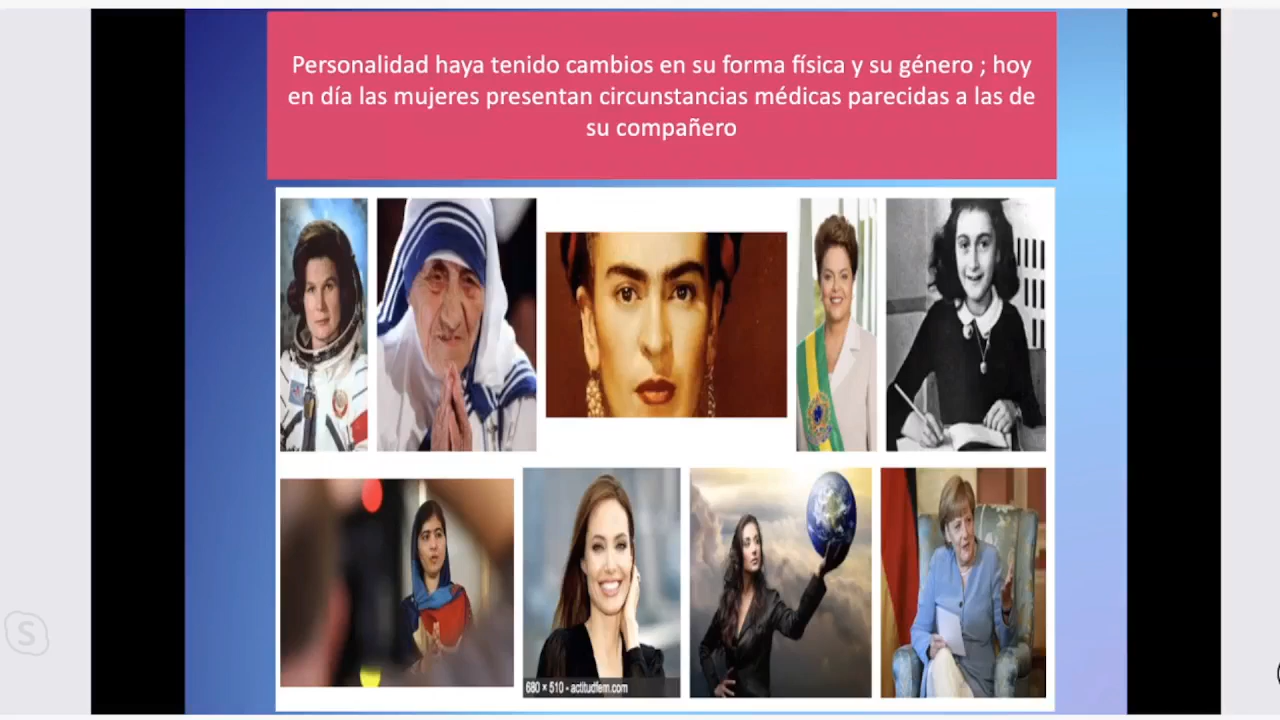 Personalidad haya tenido cambios en su forma física y su género ; hoy
en día las mujeres presentan circunstancias médicas parecidas a las de
su compañero
680 × 510 - actitudfem.com
S